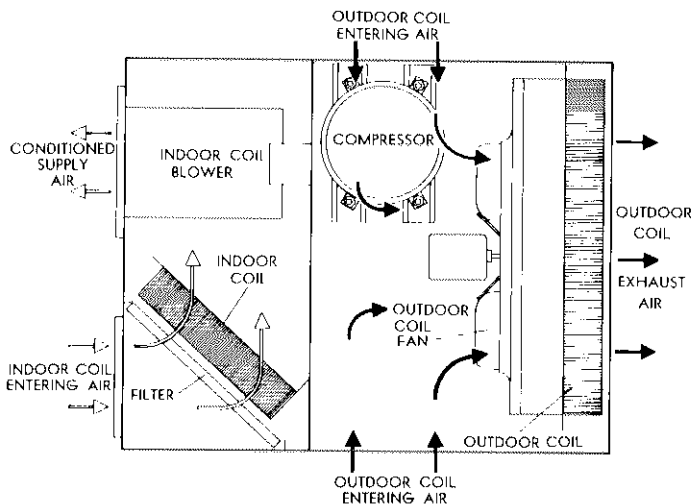 OUTDOOR COIL
ENTERING AIR
COMPRESSOR
CONDITIONED
SUPPLY
AIR
INDOOR COIL
BLOWER
OUTDOOR
COIL
EXHAUST
AIR
INDOOR
COIL
OUTDOOR
COIL
FAN
INDOOR COIL
ENTERING AIR
FILTER
OUTDOOR COIL
OUTDOOR COIL
ENTERING AIR